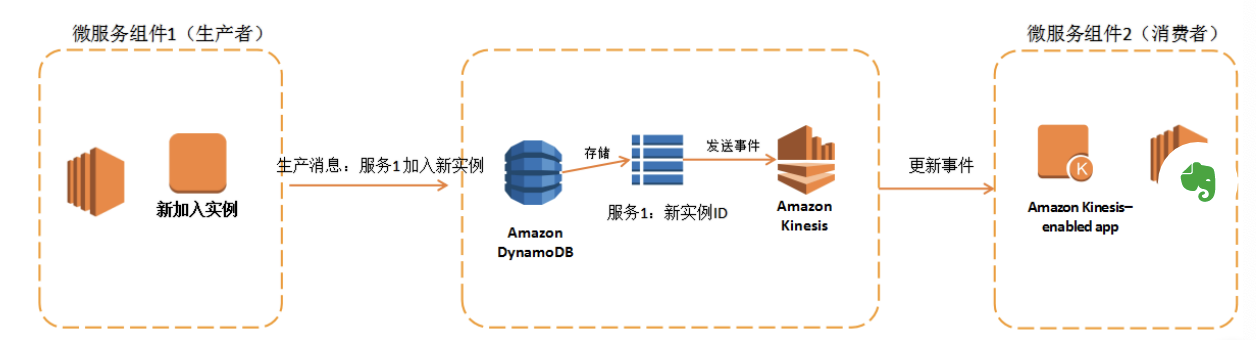 微服务组件1（生产者）
微服务组件2（消费者）
新加入实例
生产消息：服务1加入新实例
Amazon
DynamoDB
存储
服务1：新实例ID
发送事件
Amazon
Kinesis
更新事件
Amazon Kinesis–
enabled app
K